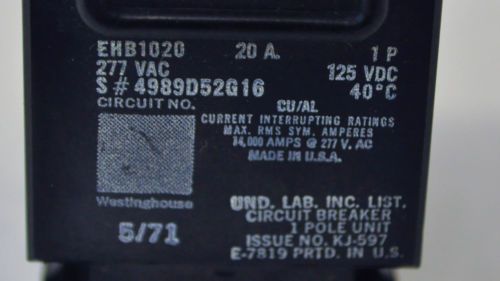 EHB1020 20 A. 1 P
277 VAC 125 VDC
S # 4989D52G16 40°C
CIRCUIT NO. CU/AL
CURRENT INTERRUPTING RATINGS
MAX. RMS SYM. AMPERES
14,000 AMPS @ 277 V. AC
MADE IN U.S.A.
Westinghouse
5/71
UND. LAB. INC. LIST.
CIRCUIT BREAKER
1 POLE UNIT
ISSUE NO. KJ-597
E-7819 PRTD. IN U.S.